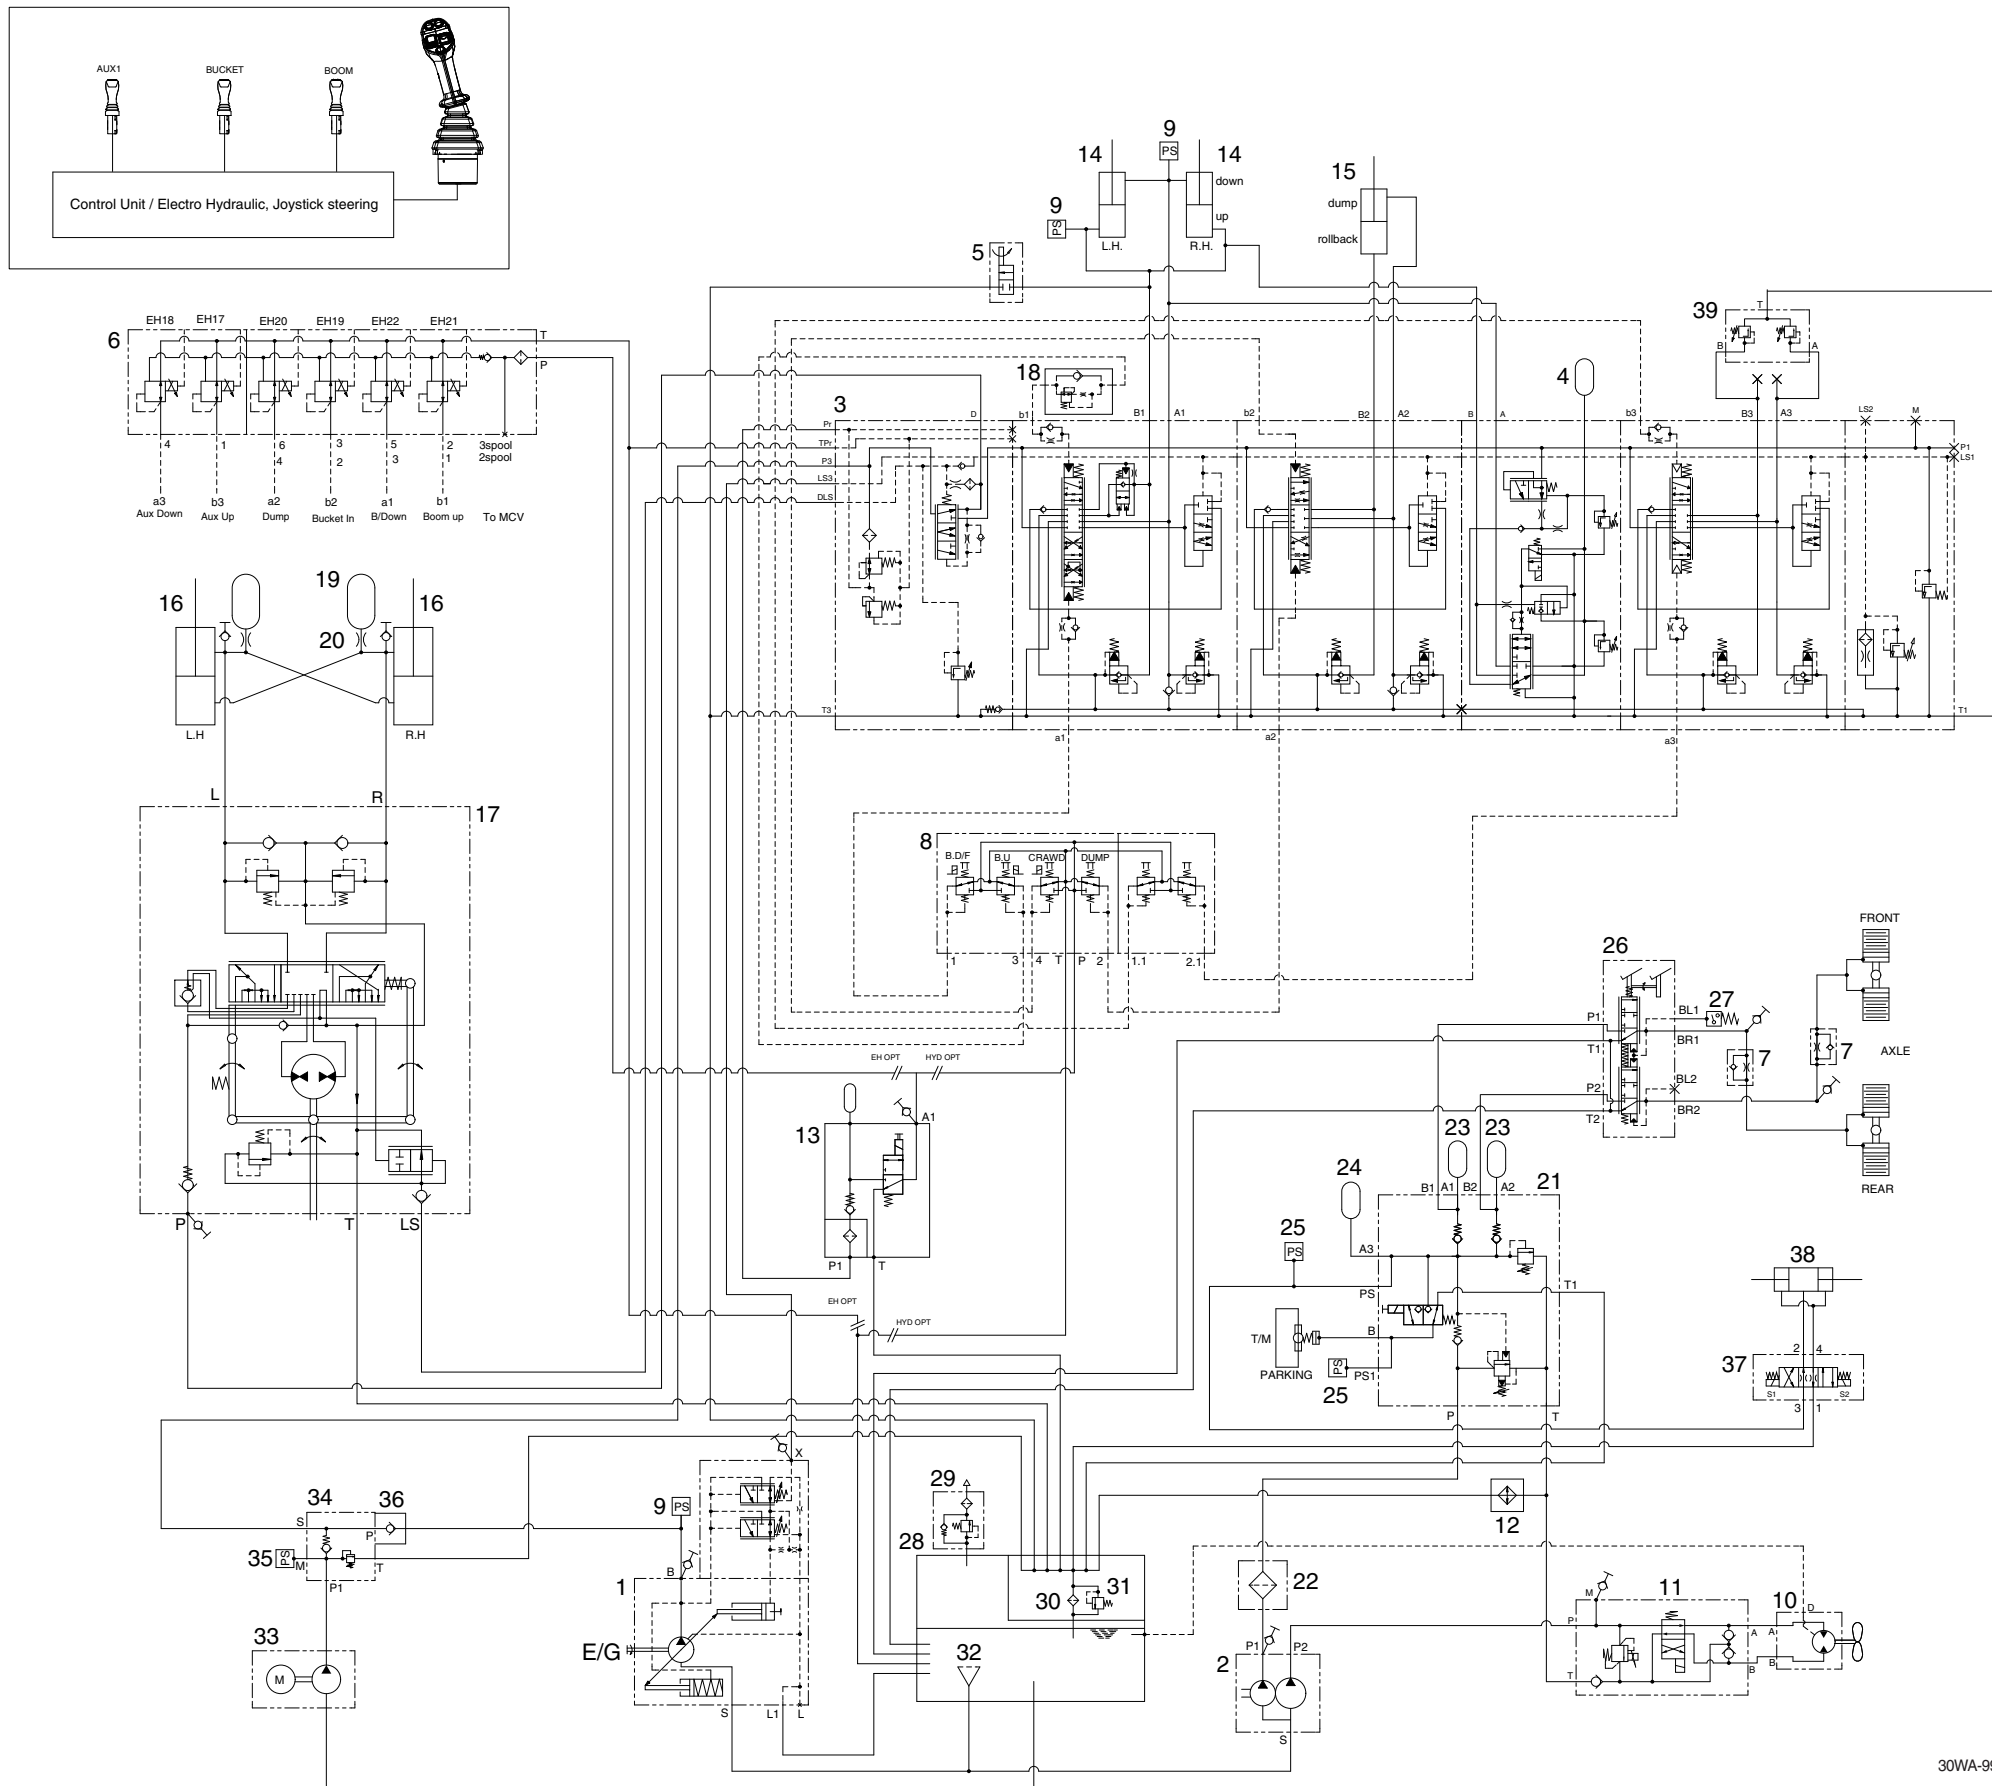 AUX1
BUCKET
BOOM
Control Unit / Electro Hydraulic, Joystick steering
9
PS
14
14
down
up
9
PS
L.H.
R.H.
15
dump
rollback
5
39
T
B
A
EH18
EH17
EH20
EH19
EH22
EH21
6
T
P
4
1
6
3
5
2
3spool
4
2
3
1
2spool
a3
b3
a2
b2
a1
b1
Aux Down
Aux Up
Dump
Bucket In
B/Down
Boom up
To MCV
18
4
3
D
b1
B1
A1
b2
B2
A2
B
A
b3
B3
A3
LS2
M
Pr
TPr
P3
LS3
DLS
P1
LS1
T3
T1
a1
a2
a3
16
19
16
20
L.H
R.H
L
R
17
P
T
LS
8
B.D/F
B.U
CRAWD
DUMP
1
3
4
T
P
2
1.1
2.1
EH OPT
HYD OPT
13
A1
P1
T
EH OPT
HYD OPT
FRONT
26
27
P1
BL1
T1
BR1
7
7
AXLE
P2
BL2
T2
BR2
REAR
23
23
24
21
B1
A1
B2
A2
25
PS
A3
PS
T1
T/M
B
PARKING
PS
PS1
25
P
T
38
2
4
37
S1
S2
3
1
X
34
36
S
P
35
PS
M
T
P1
9
PS
B
1
E/G
S
L1
L
33
M
29
28
30
31
32
12
22
P1
P2
2
S
11
M
P
A
T
B
10
D
A
B
30WA-99